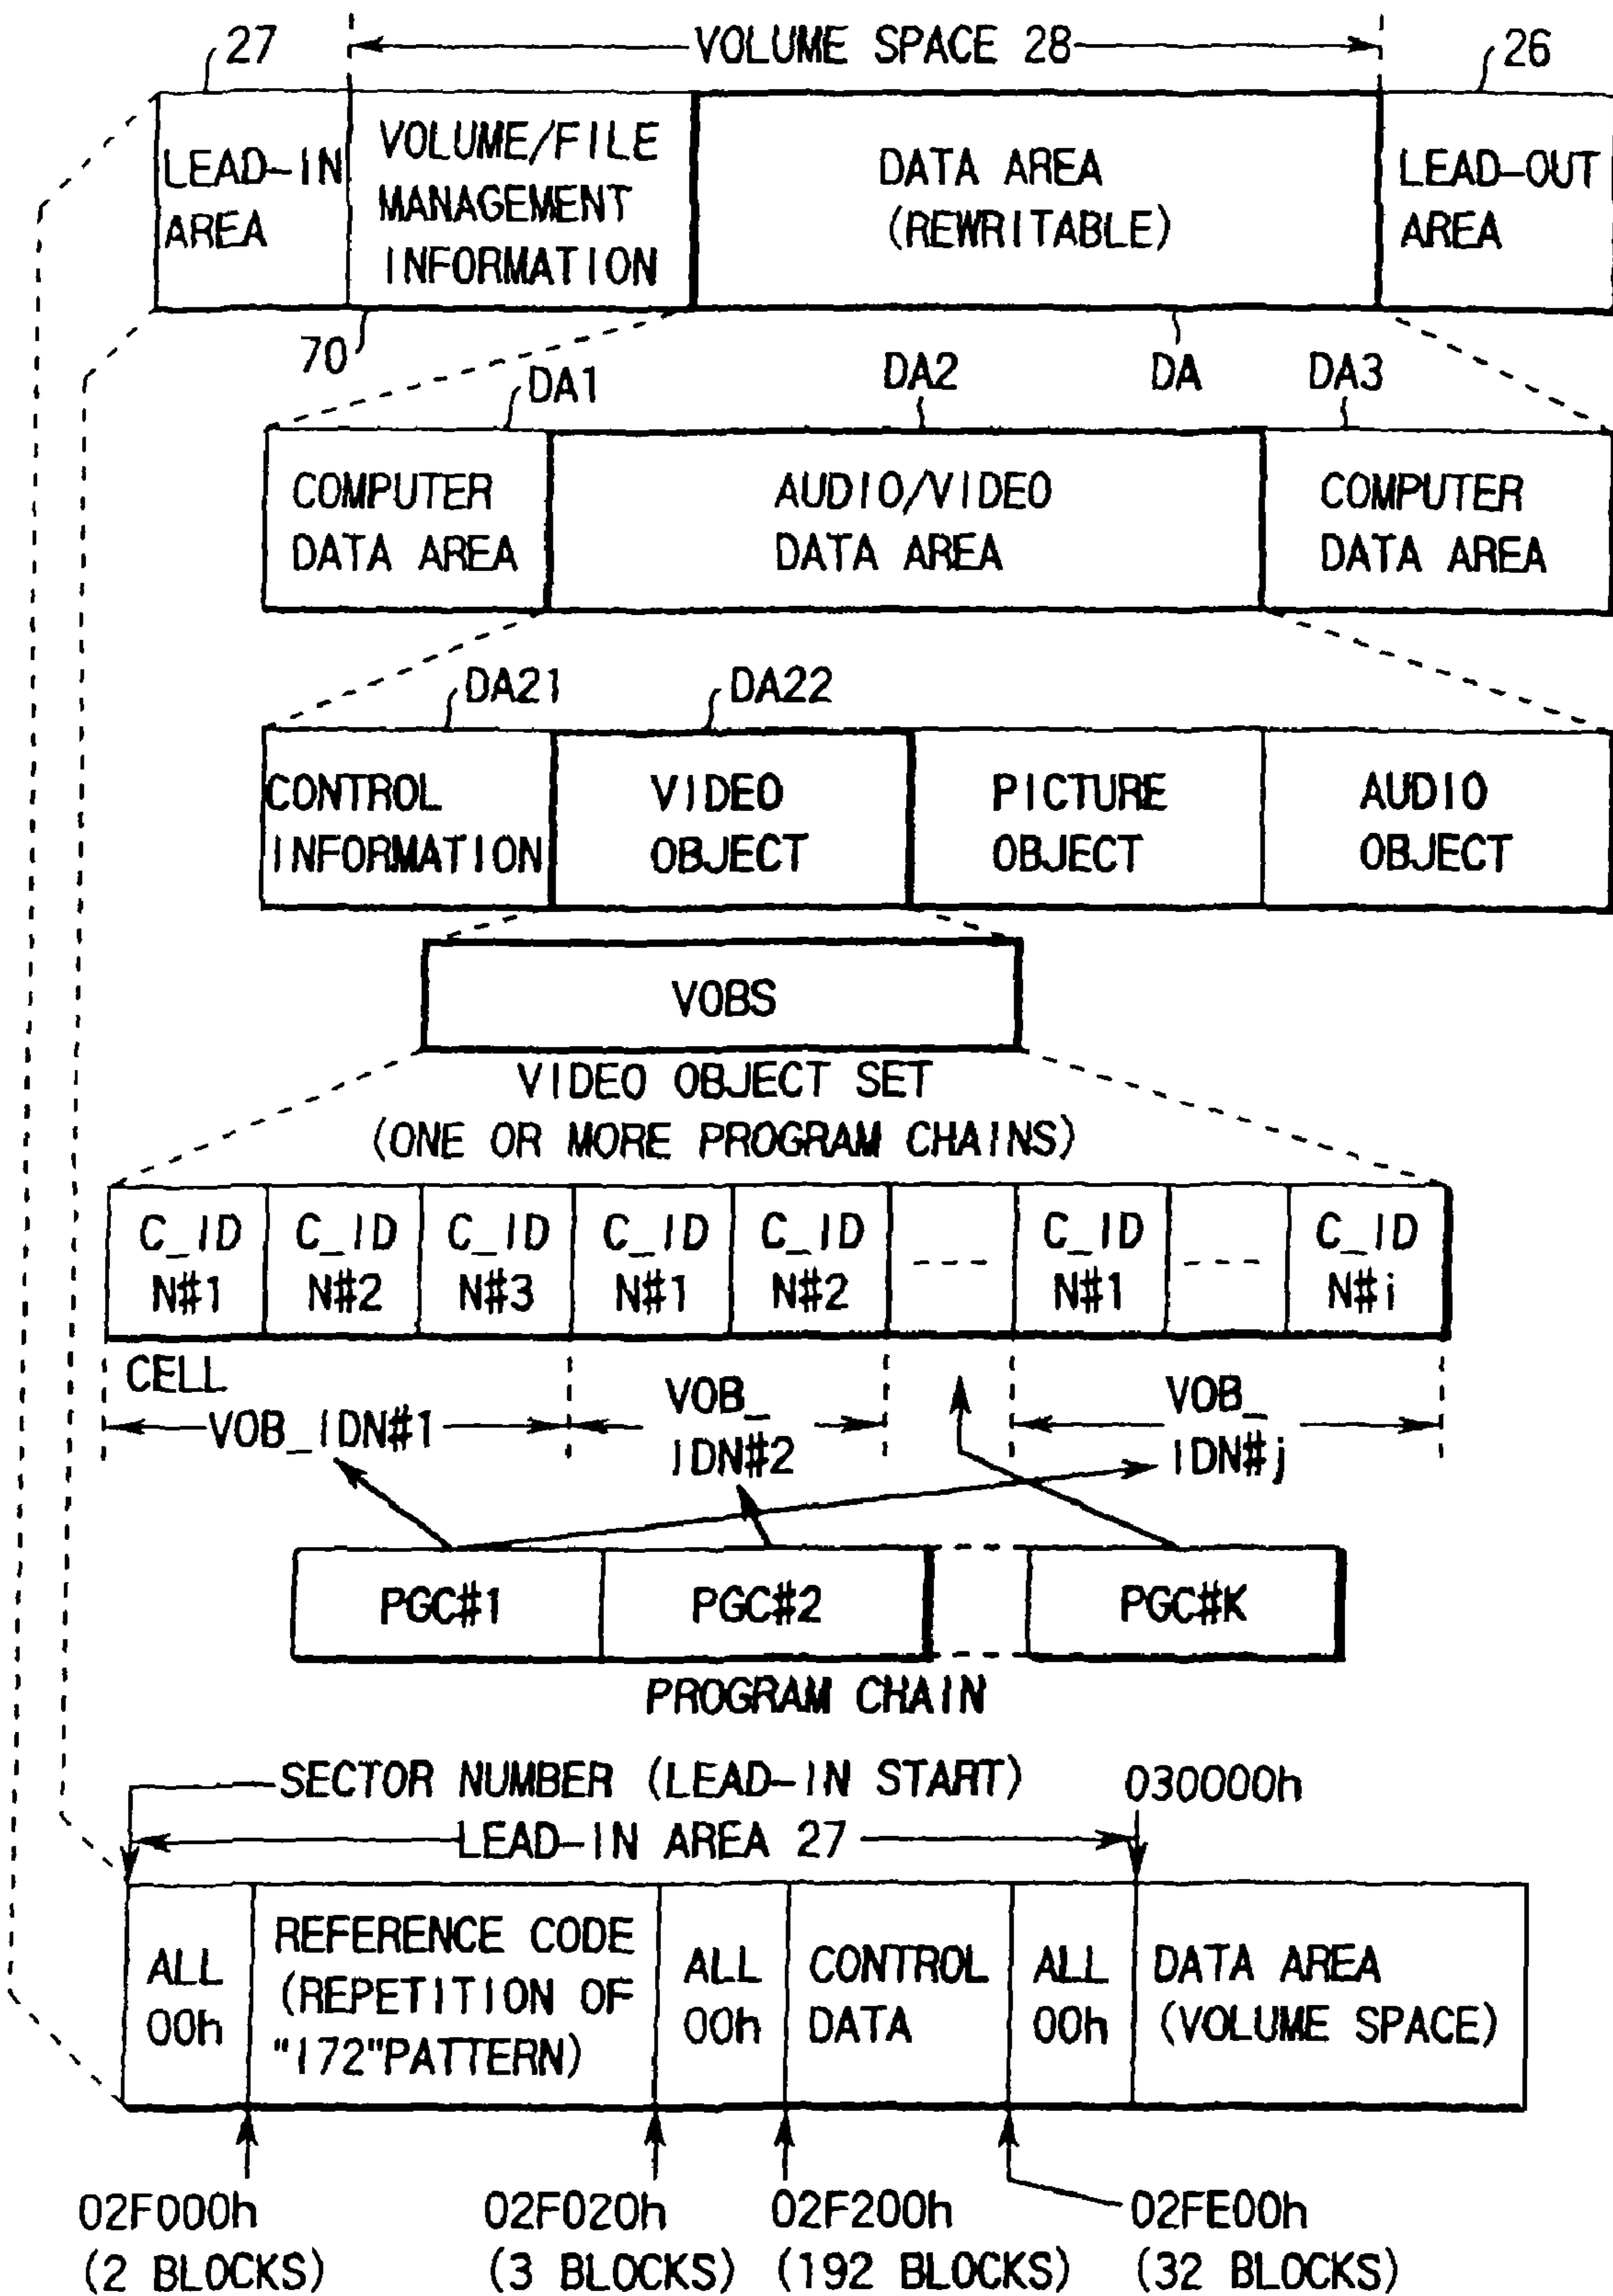 27
VOLUME SPACE 28
26
LEAD-IN
AREA
VOLUME/FILE
MANAGEMENT
INFORMATION
DATA AREA
(REWRITABLE)
LEAD-OUT
AREA
70
DA1
DA2
DA
DA3
COMPUTER
DATA AREA
AUDIO/VIDEO
DATA AREA
COMPUTER
DATA AREA
DA21
DA22
CONTROL
INFORMATION
VIDEO
OBJECT
PICTURE
OBJECT
AUDIO
OBJECT
VOBS
VIDEO OBJECT SET
(ONE OR MORE PROGRAM CHAINS)
C_ID
N#1
C_ID
N#2
C_ID
N#3
C_ID
N#1
C_ID
N#2
----
C_ID
N#1
----
C_ID
N#i
CELL
VOB_IDN#1
VOB_
IDN#2
VOB_
IDN#j
PGC#1
PGC#2
PGC#K
PROGRAM CHAIN
SECTOR NUMBER (LEAD-IN START)
030000h
LEAD-IN AREA 27
ALL
00h
REFERENCE CODE
(REPETITION OF
"172"PATTERN)
ALL
00h
CONTROL
DATA
ALL
00h
DATA AREA
(VOLUME SPACE)
02F000h
(2 BLOCKS)
02F020h
(3 BLOCKS)
02F200h
(192 BLOCKS)
02FE00h
(32 BLOCKS)